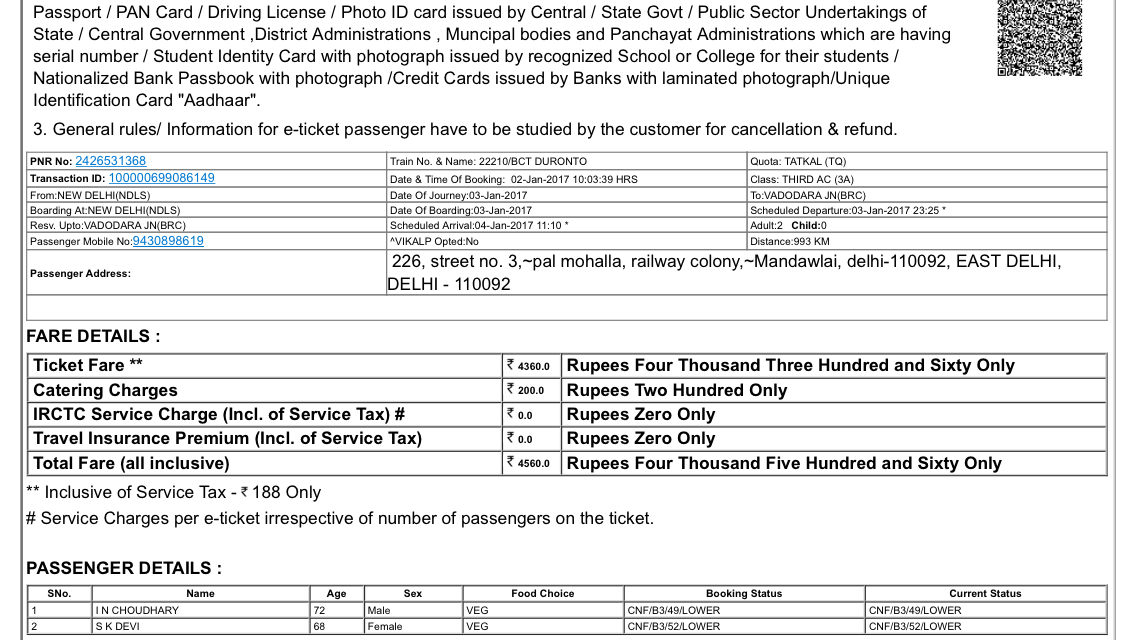 Passport / PAN Card / Driving License / Photo ID card issued by Central / State Govt / Public Sector Undertakings of
State / Central Government ,District Administrations , Muncipal bodies and Panchayat Administrations which are having
serial number / Student Identity Card with photograph issued by recognized School or College for their students /
Nationalized Bank Passbook with photograph /Credit Cards issued by Banks with laminated photograph/Unique
Identification Card "Aadhaar".
3. General rules/ Information for e-ticket passenger have to be studied by the customer for cancellation & refund.
PNR No: 2426531368 Train No. & Name: 22210/BCT DURONTO Quota: TATKAL (TQ)
Transaction ID: 100000699086149 Date & Time Of Booking: 02-Jan-2017 10:03:39 HRS Class: THIRD AC (3A)
From:NEW DELHI(NDLS) Date Of Journey:03-Jan-2017 To:VADODARA JN(BRC)
Boarding At:NEW DELHI(NDLS) Date Of Boarding:03-Jan-2017 Scheduled Departure:03-Jan-2017 23:25 *
Resv. Upto:VADODARA JN(BRC) Scheduled Arrival:04-Jan-2017 11:10 * Adult:2 Child:0
Passenger Mobile No:9430898619 ^VIKALP Opted:No Distance:993 KM
Passenger Address: 226, street no. 3,~pal mohalla, railway colony,~Mandawlai, delhi-110092, EAST DELHI,
DELHI - 110092
FARE DETAILS :
Ticket Fare ** ₹ 4360.0 Rupees Four Thousand Three Hundred and Sixty Only
Catering Charges ₹ 200.0 Rupees Two Hundred Only
IRCTC Service Charge (Incl. of Service Tax) # ₹ 0.0 Rupees Zero Only
Travel Insurance Premium (Incl. of Service Tax) ₹ 0.0 Rupees Zero Only
Total Fare (all inclusive) ₹ 4560.0 Rupees Four Thousand Five Hundred and Sixty Only
** Inclusive of Service Tax - ₹ 188 Only
# Service Charges per e-ticket irrespective of number of passengers on the ticket.
PASSENGER DETAILS :
SNo. Name Age Sex Food Choice Booking Status Current Status
1 I N CHOUDHARY 72 Male VEG CNF/B3/49/LOWER CNF/B3/49/LOWER
2 S K DEVI 68 Female VEG CNF/B3/52/LOWER CNF/B3/52/LOWER